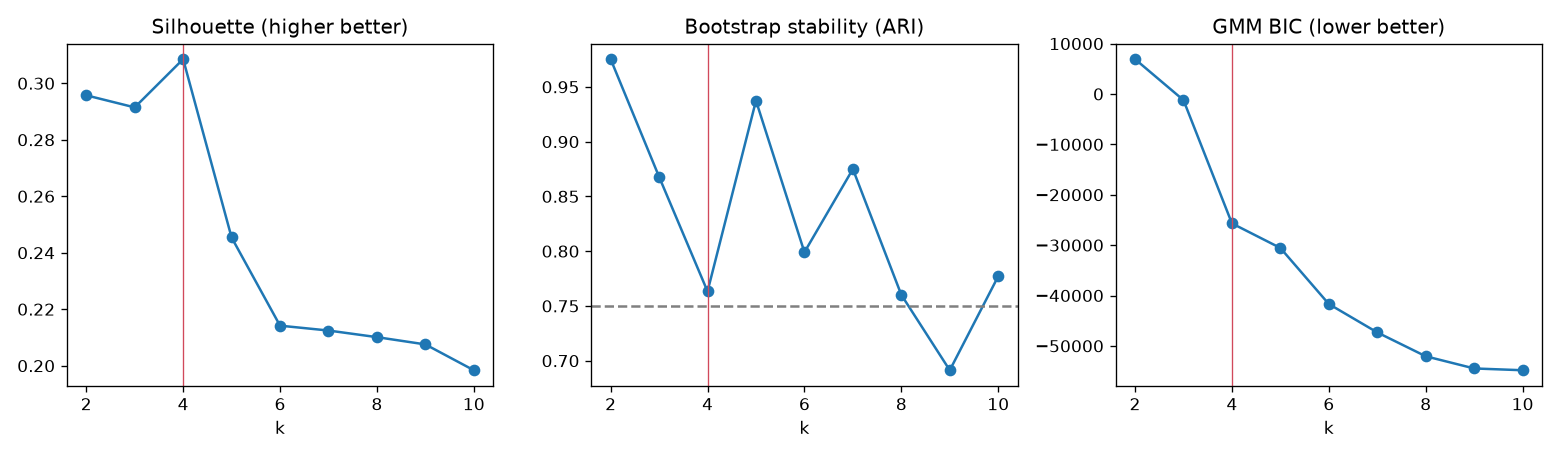 Silhouette (higher better)
0.30
0.28
0.26
0.24
0.22
0.20
2 4 6 8 10
k
Bootstrap stability (ARI)
0.95
0.90
0.85
0.80
0.75
0.70
2 4 6 8 10
k
GMM BIC (lower better)
10000
0
−10000
−20000
−30000
−40000
−50000
2 4 6 8 10
k